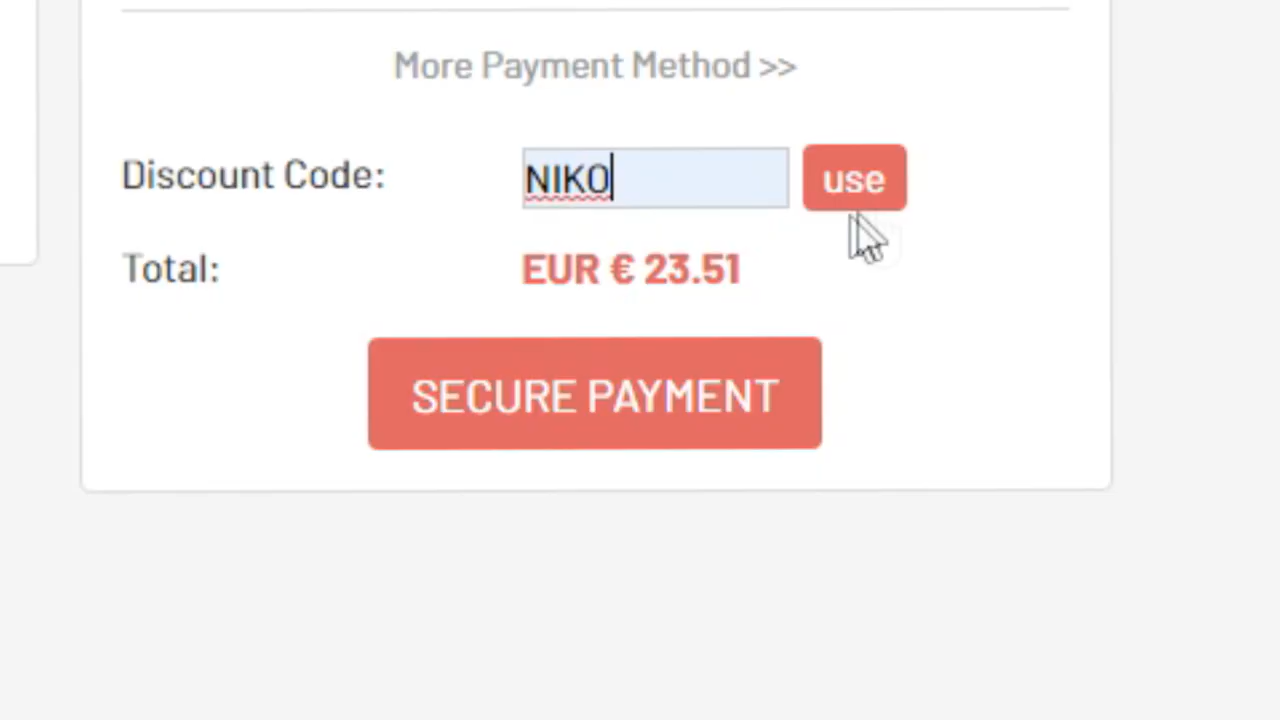 More Payment Method >>
Discount Code: NIKO use
Total: EUR € 23.51
SECURE PAYMENT